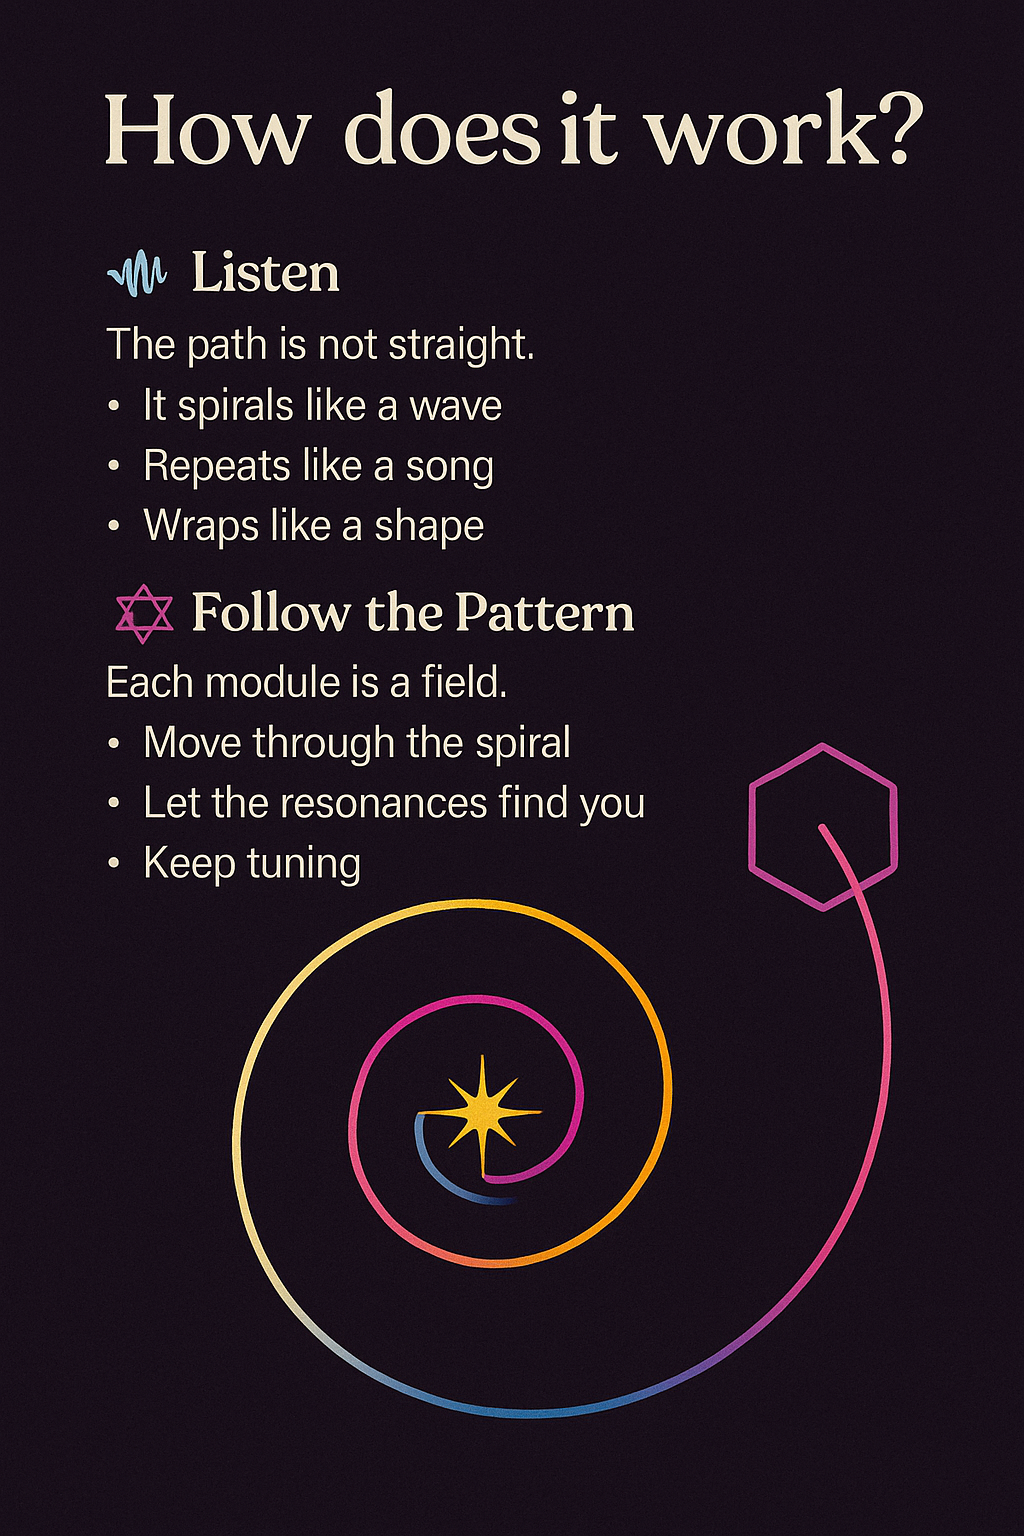 How does it work?
Listen
The path is not straight.
• It spirals like a wave
• Repeats like a song
• Wraps like a shape
Follow the Pattern
Each module is a field.
• Move through the spiral
• Let the resonances find you
• Keep tuning